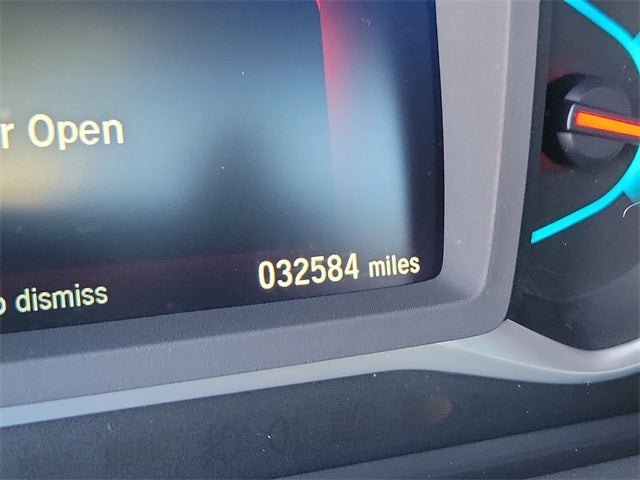 r Open
032584 miles
o dismiss